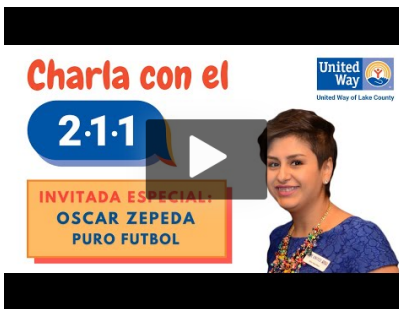 Charla con el
2·1·1
INVITADA ESPECIAL:
OSCAR ZEPEDA
PURO FUTBOL
United
Way
United Way of Lake County